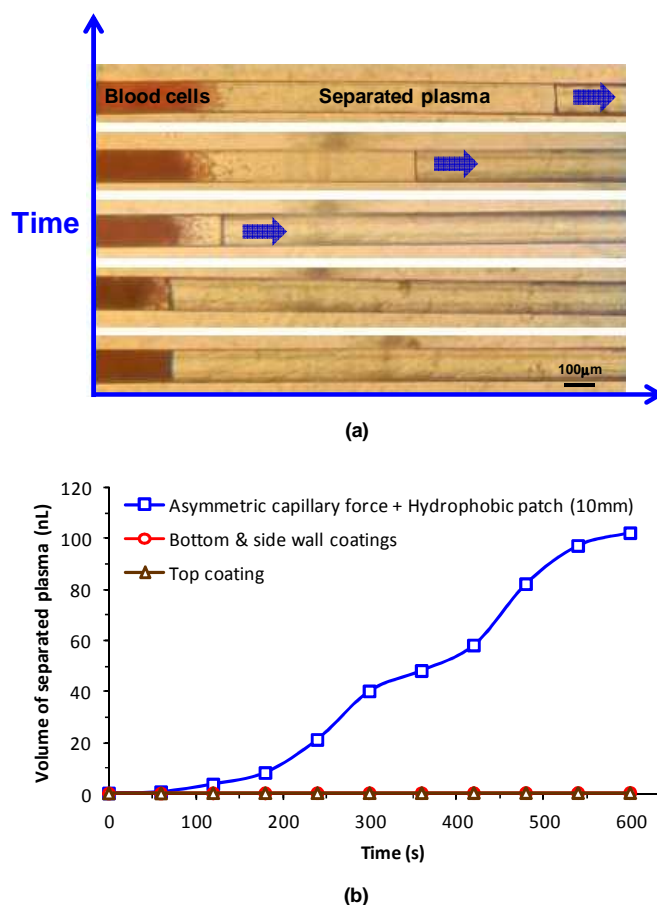 Blood cells
Separated plasma
Time
100μm
(a)
Volume of separated plasma (nL)
120
100
80
60
40
20
0
Asymmetric capillary force + Hydrophobic patch (10mm)
Bottom & side wall coatings
Top coating
0 100 200 300 400 500 600
Time (s)
(b)